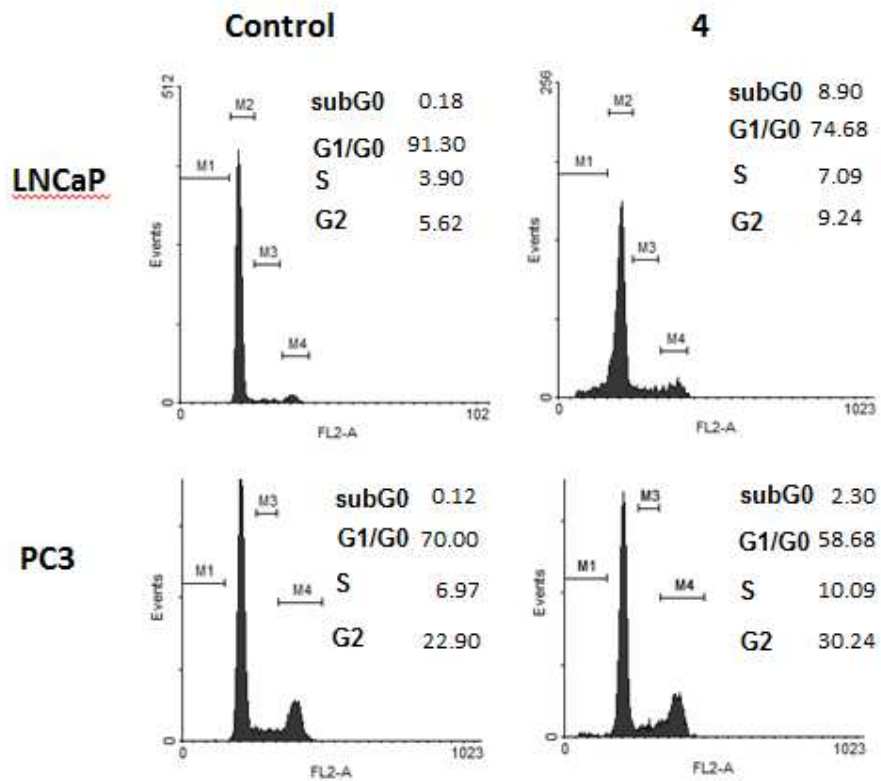 Control
4
LNCaP
512
M2
M1
M3
M4
subG0 0.18
G1/G0 91.30
S 3.90
G2 5.62
Events
0
0
102
FL2-A
256
M2
M1
M3
M4
subG0 8.90
G1/G0 74.68
S 7.09
G2 9.24
Events
0
0
1023
FL2-A
PC3
M3
M1
M4
subG0 0.12
G1/G0 70.00
S 6.97
G2 22.90
Events
0
0
1023
FL2-A
M3
M1
M4
subG0 2.30
G1/G0 58.68
S 10.09
G2 30.24
Events
0
0
1023
FL2-A